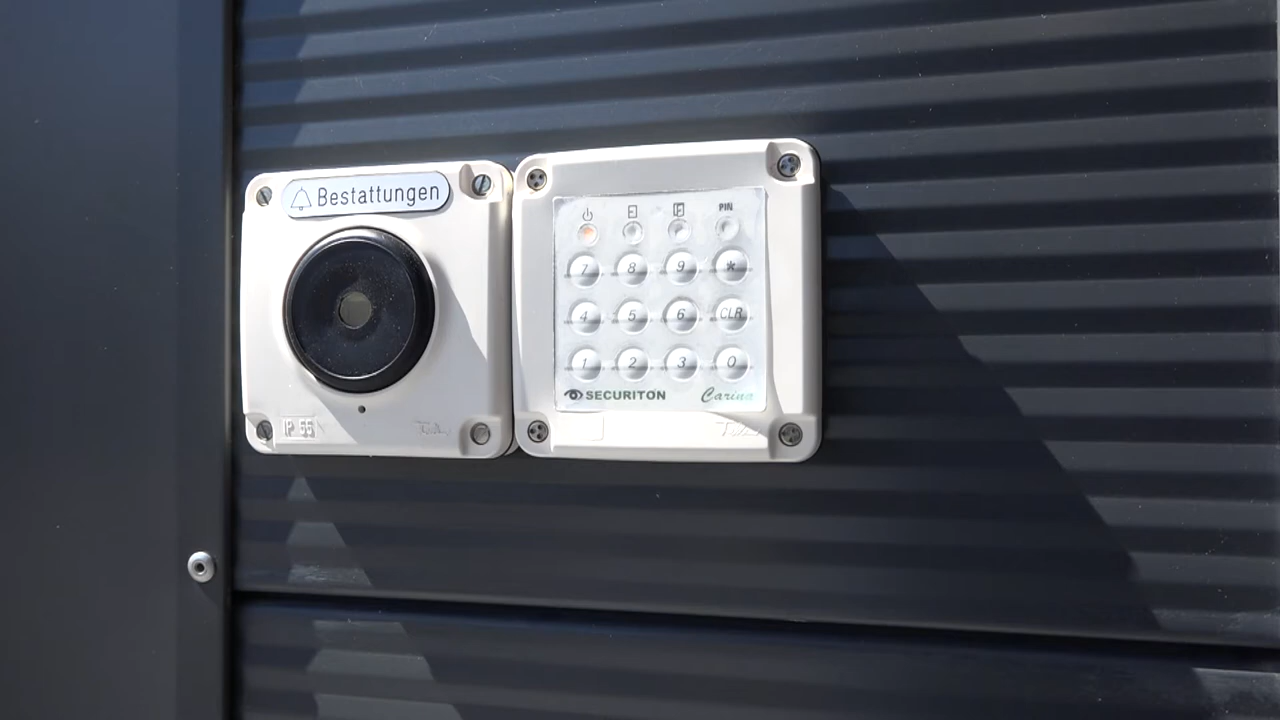 Bestattungen
IP 55
PIN
7 8 9 *
4 5 6 CLR
1 2 3 0
SECURITON Carina